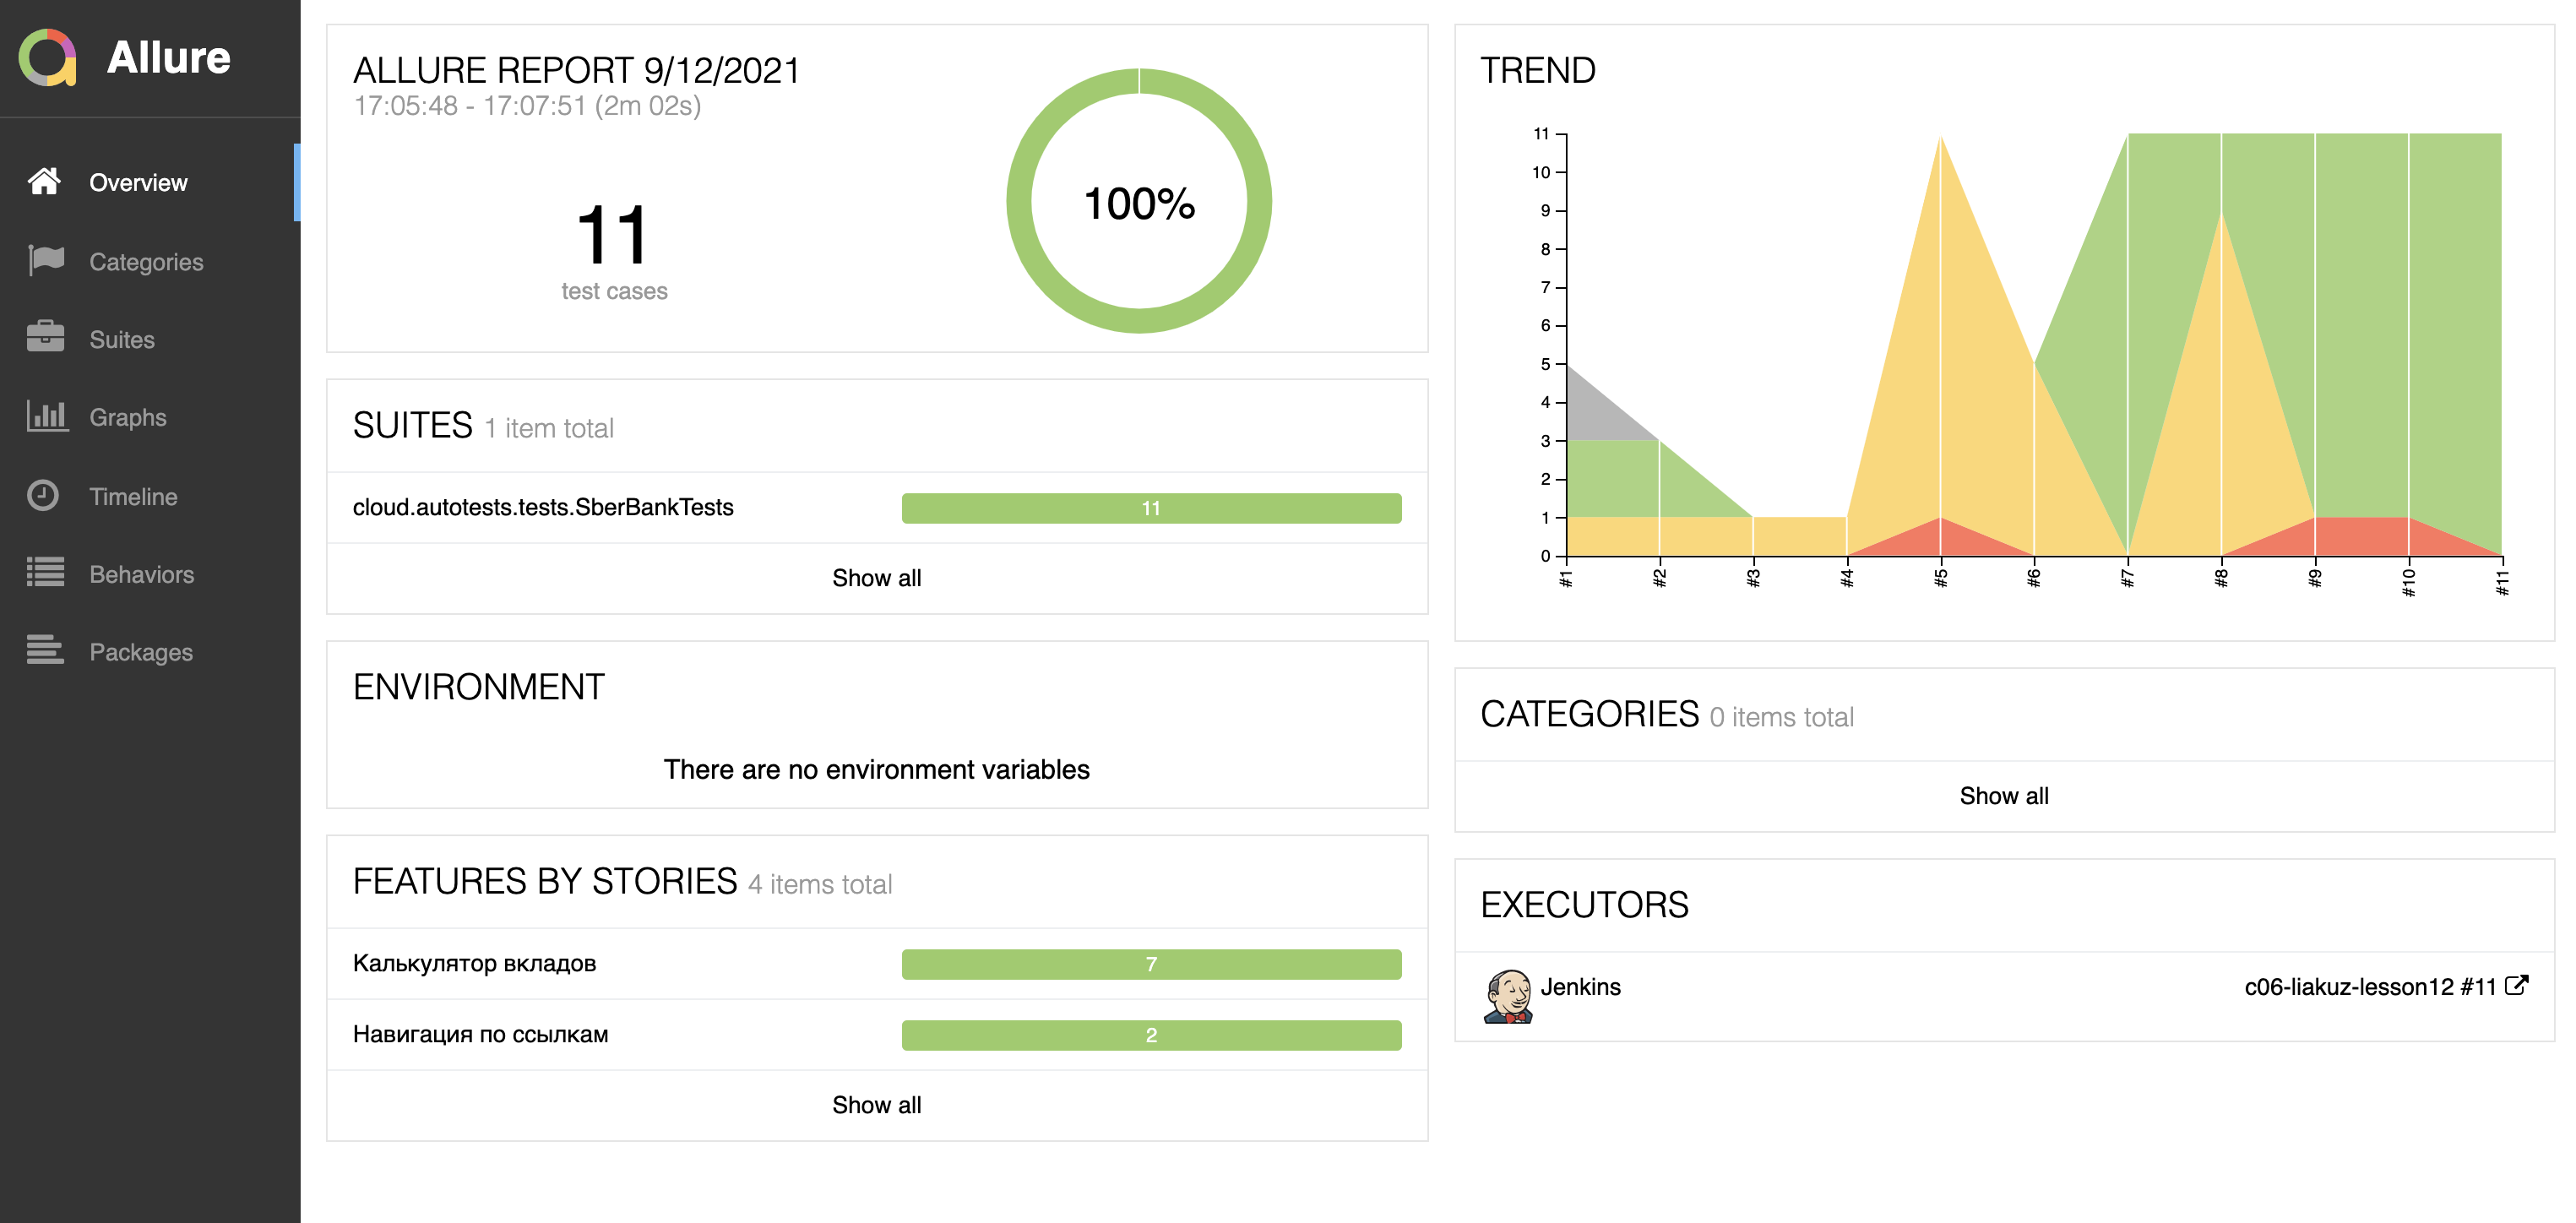 Allure
Overview
Categories
Suites
Graphs
Timeline
Behaviors
Packages
ALLURE REPORT 9/12/2021
17:05:48 - 17:07:51 (2m 02s)
11
test cases
100%
SUITES 1 item total
cloud.autotests.tests.SberBankTests 11
Show all
ENVIRONMENT
There are no environment variables
FEATURES BY STORIES 4 items total
Калькулятор вкладов 7
Навигация по ссылкам 2
Show all
TREND
11
10
9
8
7
6
5
4
3
2
1
0
#1 #2 #3 #4 #5 #6 #7 #8 #9 #10 #11
CATEGORIES 0 items total
Show all
EXECUTORS
Jenkins c06-liakuz-lesson12 #11